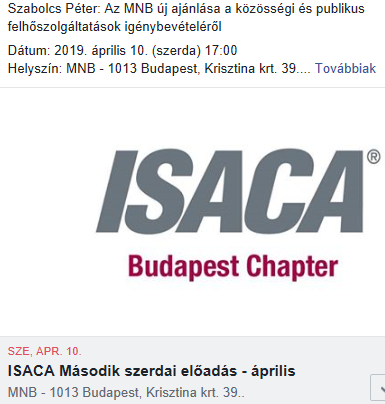 Szabolcs Péter: Az MNB új ajánlása a közösségi és publikus
felhőszolgáltatások igénybevételéről
Dátum: 2019. április 10. (szerda) 17:00
Helyszín: MNB - 1013 Budapest, Krisztina krt. 39.... Továbbiak
ISACA®
Budapest Chapter
SZE, ÁPR. 10.
ISACA Második szerdai előadás - április
MNB - 1013 Budapest, Krisztina krt. 39..